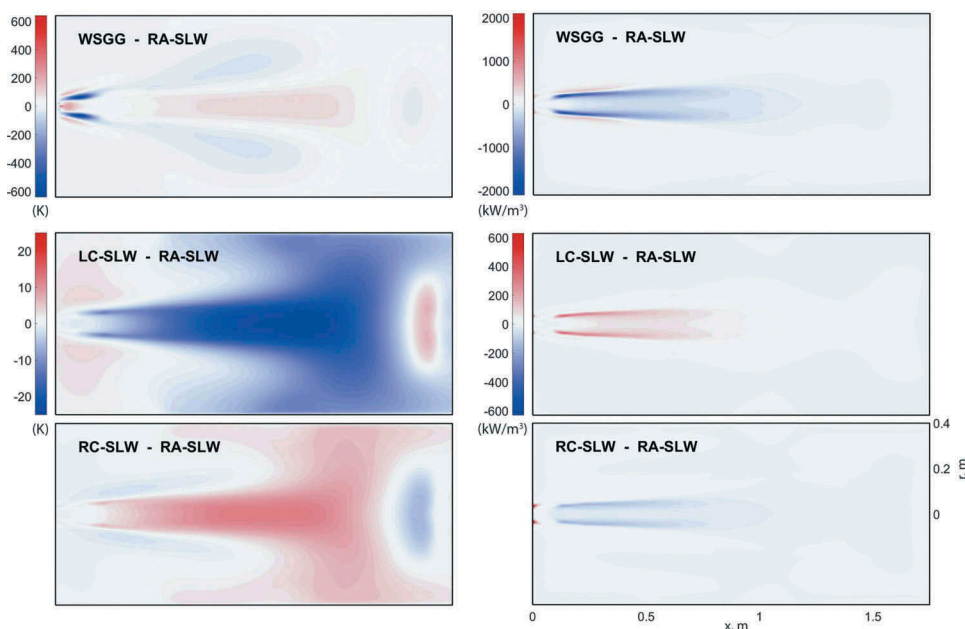 600
400
200
0
-200
-400
-600
(K)
WSGG - RA-SLW
2000
1000
0
-1000
-2000
(kW/m³)
WSGG - RA-SLW
20
10
0
-10
-20
(K)
LC-SLW - RA-SLW
600
400
200
0
-200
-400
-600
(kW/m³)
LC-SLW - RA-SLW
RC-SLW - RA-SLW
RC-SLW - RA-SLW
0.4
0.2
0
r, m
0
0.5
1
1.5
x, m